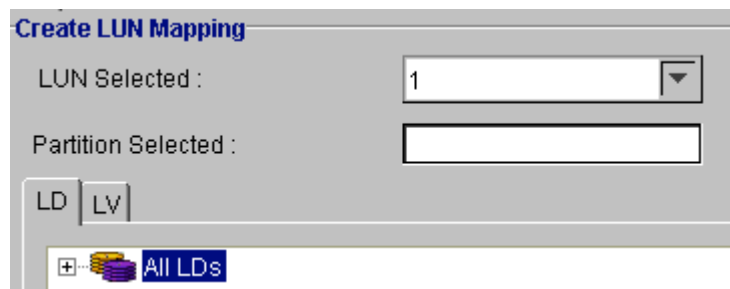 Create LUN Mapping
LUN Selected :
1
Partition Selected :
LD LV
All LDs